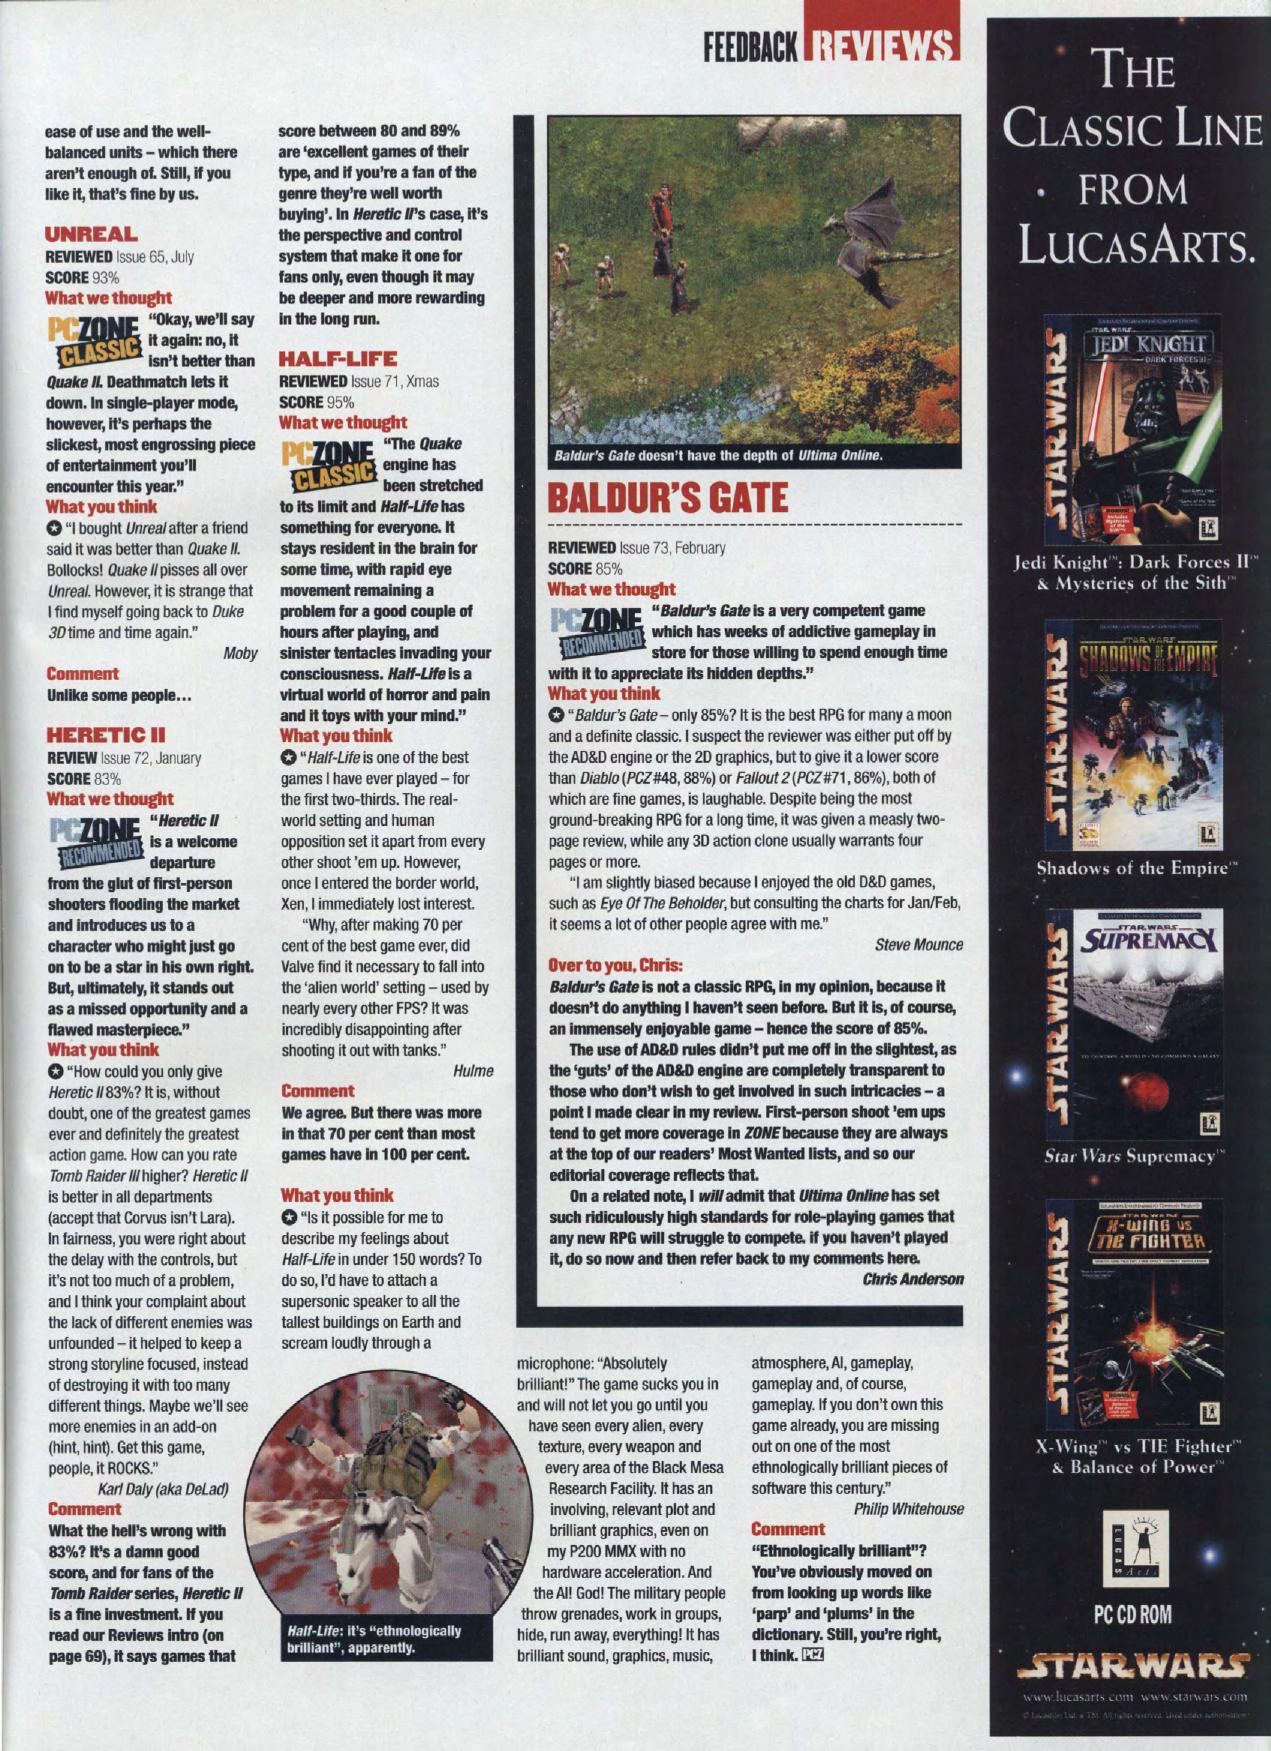 FEEDBACK REVIEWS
ease of use and the well-
balanced units – which there
aren't enough of. Still, if you
like it, that's fine by us.
UNREAL
REVIEWED Issue 65, July
SCORE 93%
What we thought
PC ZONE
CLASSIC
"Okay, we'll say
it again: no, it
isn't better than
Quake II. Deathmatch lets it
down. In single-player mode,
however, it's perhaps the
slickest, most engrossing piece
of entertainment you'll
encounter this year."
What you think
"I bought Unreal after a friend
said it was better than Quake II.
Bollocks! Quake II pisses all over
Unreal. However, it is strange that
I find myself going back to Duke
3D time and time again."
Moby
Comment
Unlike some people...
HERETIC II
REVIEW Issue 72, January
SCORE 83%
What we thought
PC ZONE
RECOMMENDED
"Heretic II
is a welcome
departure
from the glut of first-person
shooters flooding the market
and introduces us to a
character who might just go
on to be a star in his own right.
But, ultimately, it stands out
as a missed opportunity and a
flawed masterpiece."
What you think
"How could you only give
Heretic II 83%? It is, without
doubt, one of the greatest games
ever and definitely the greatest
action game. How can you rate
Tomb Raider III higher? Heretic II
is better in all departments
(accept that Corvus isn't Lara).
In fairness, you were right about
the delay with the controls, but
it's not too much of a problem,
and I think your complaint about
the lack of different enemies was
unfounded – it helped to keep a
strong storyline focused, instead
of destroying it with too many
different things. Maybe we'll see
more enemies in an add-on
(hint, hint). Get this game,
people, it ROCKS."
Karl Daly (aka DeLad)
Comment
What the hell's wrong with
83%? It's a damn good
score, and for fans of the
Tomb Raider series, Heretic II
is a fine investment. If you
read our Reviews intro (on
page 69), it says games that
score between 80 and 89%
are 'excellent games of their
type, and if you're a fan of the
genre they're well worth
buying'. In Heretic II's case, it's
the perspective and control
system that make it one for
fans only, even though it may
be deeper and more rewarding
in the long run.
HALF-LIFE
REVIEWED Issue 71, Xmas
SCORE 95%
What we thought
PC ZONE
CLASSIC
"The Quake
engine has
been stretched
to its limit and Half-Life has
something for everyone. It
stays resident in the brain for
some time, with rapid eye
movement remaining a
problem for a good couple of
hours after playing, and
sinister tentacles invading your
consciousness. Half-Life is a
virtual world of horror and pain
and it toys with your mind."
What you think
"Half-Life is one of the best
games I have ever played – for
the first two-thirds. The real-
world setting and human
opposition set it apart from every
other shoot 'em up. However,
once I entered the border world,
Xen, I immediately lost interest.
"Why, after making 70 per
cent of the best game ever, did
Valve find it necessary to fall into
the 'alien world' setting – used by
nearly every other FPS? It was
incredibly disappointing after
shooting it out with tanks."
Hulme
Comment
We agree. But there was more
in that 70 per cent than most
games have in 100 per cent.
What you think
"Is it possible for me to
describe my feelings about
Half-Life in under 150 words? To
do so, I'd have to attach a
supersonic speaker to all the
tallest buildings on Earth and
scream loudly through a
Half-Life: it's "ethnologically
brilliant", apparently.
microphone: "Absolutely
brilliant!" The game sucks you in
and will not let you go until you
have seen every alien, every
texture, every weapon and
every area of the Black Mesa
Research Facility. It has an
involving, relevant plot and
brilliant graphics, even on
my P200 MMX with no
hardware acceleration. And
the AI! God! The military people
throw grenades, work in groups,
hide, run away, everything! It has
brilliant sound, graphics, music,
atmosphere, AI, gameplay,
gameplay and, of course,
gameplay. If you don't own this
game already, you are missing
out on one of the most
ethnologically brilliant pieces of
software this century."
Philip Whitehouse
Comment
"Ethnologically brilliant"?
You've obviously moved on
from looking up words like
'parp' and 'plums' in the
dictionary. Still, you're right,
I think. PCZ
Baldur's Gate doesn't have the depth of Ultima Online.
BALDUR'S GATE
REVIEWED Issue 73, February
SCORE 85%
What we thought
PC ZONE
RECOMMENDED
"Baldur's Gate is a very competent game
which has weeks of addictive gameplay in
store for those willing to spend enough time
with it to appreciate its hidden depths."
What you think
"Baldur's Gate – only 85%? It is the best RPG for many a moon
and a definite classic. I suspect the reviewer was either put off by
the AD&D engine or the 2D graphics, but to give it a lower score
than Diablo (PCZ #48, 88%) or Fallout 2 (PCZ #71, 86%), both of
which are fine games, is laughable. Despite being the most
ground-breaking RPG for a long time, it was given a measly two-
page review, while any 3D action clone usually warrants four
pages or more.
"I am slightly biased because I enjoyed the old D&D games,
such as Eye Of The Beholder, but consulting the charts for Jan/Feb,
it seems a lot of other people agree with me."
Steve Mounce
Over to you, Chris:
Baldur's Gate is not a classic RPG, in my opinion, because it
doesn't do anything I haven't seen before. But it is, of course,
an immensely enjoyable game – hence the score of 85%.
The use of AD&D rules didn't put me off in the slightest, as
the 'guts' of the AD&D engine are completely transparent to
those who don't wish to get involved in such intricacies – a
point I made clear in my review. First-person shoot 'em ups
tend to get more coverage in ZONE because they are always
at the top of our readers' Most Wanted lists, and so our
editorial coverage reflects that.
On a related note, I will admit that Ultima Online has set
such ridiculously high standards for role-playing games that
any new RPG will struggle to compete. if you haven't played
it, do so now and then refer back to my comments here.
Chris Anderson
THE
CLASSIC LINE
FROM
LUCASARTS.
STAR WARS
STAR WARS
JEDI KNIGHT
DARK FORCES II
Jedi Knight™: Dark Forces II™
& Mysteries of the Sith™
STAR WARS
STAR WARS
SHADOWS OF THE EMPIRE
Shadows of the Empire™
STAR WARS
STAR WARS
SUPREMACY
TO CONTROL A WORLD · TO COMMAND A GALAXY
Star Wars Supremacy™
STAR WARS
STAR WARS
X-WING VS
TIE FIGHTER
X-Wing™ vs TIE Fighter™
& Balance of Power™
LUCAS
Arts
PC CD ROM
STAR WARS
www.lucasarts.com www.starwars.com
© Lucasfilm Ltd. & TM. All rights reserved. Used under authorisation